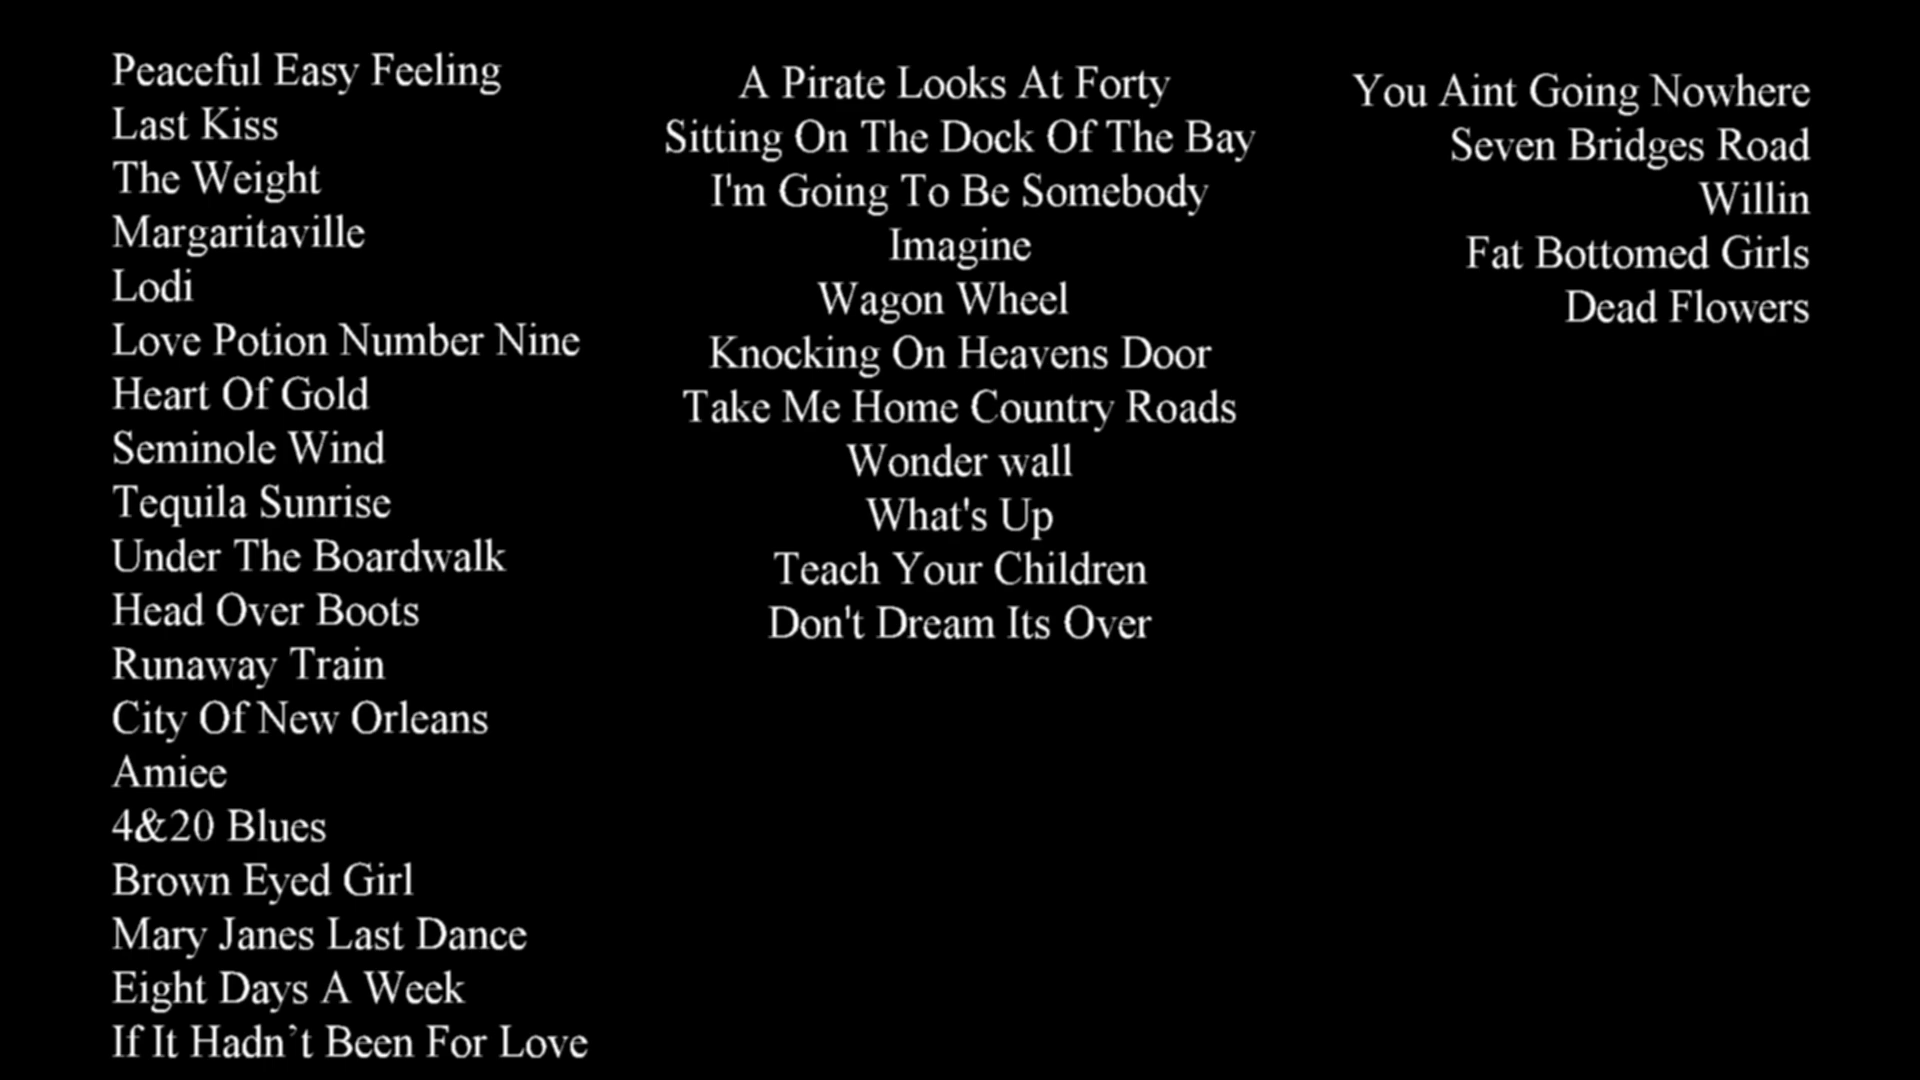 Peaceful Easy Feeling
Last Kiss
The Weight
Margaritaville
Lodi
Love Potion Number Nine
Heart Of Gold
Seminole Wind
Tequila Sunrise
Under The Boardwalk
Head Over Boots
Runaway Train
City Of New Orleans
Amiee
4&20 Blues
Brown Eyed Girl
Mary Janes Last Dance
Eight Days A Week
If It Hadn’t Been For Love
A Pirate Looks At Forty
Sitting On The Dock Of The Bay
I'm Going To Be Somebody
Imagine
Wagon Wheel
Knocking On Heavens Door
Take Me Home Country Roads
Wonder wall
What's Up
Teach Your Children
Don't Dream Its Over
You Aint Going Nowhere
Seven Bridges Road
Willin
Fat Bottomed Girls
Dead Flowers